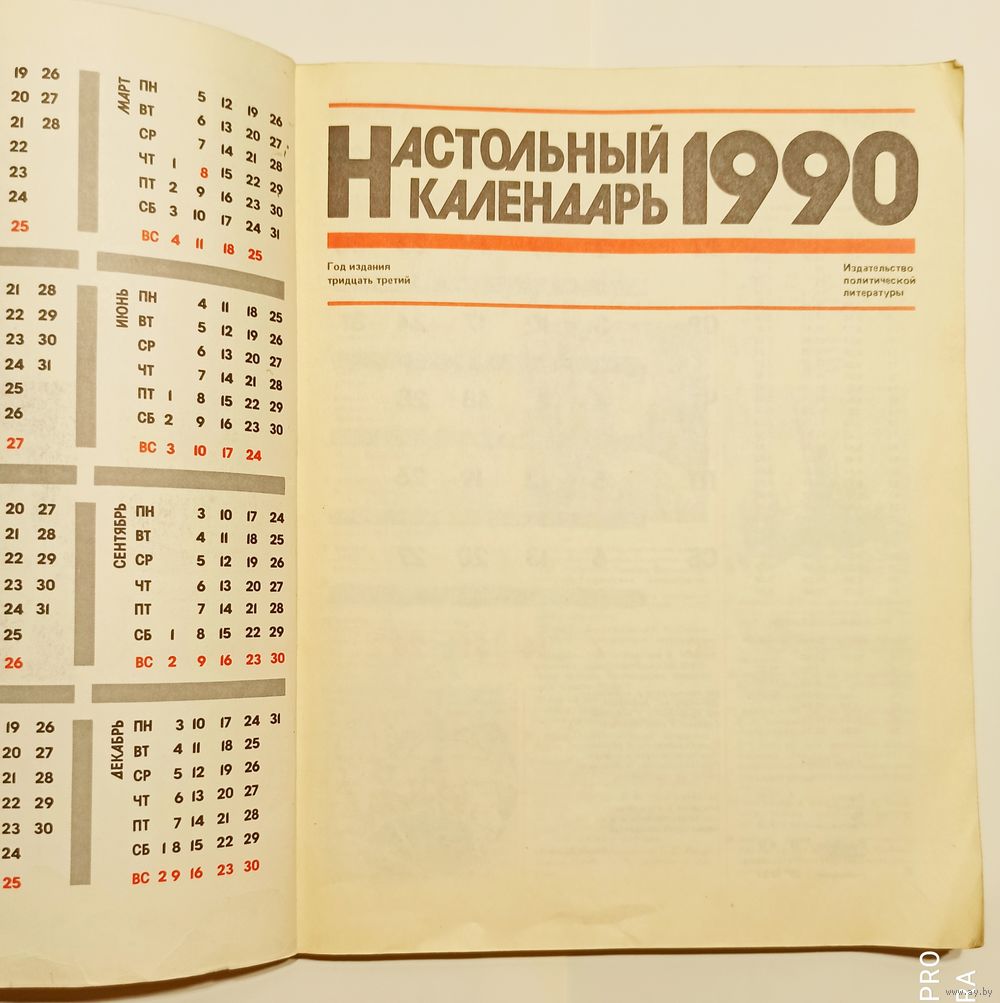 19 26
20 27
21 28
22
23
24
25
МАРТ
ПН 5 12 19 26
ВТ 6 13 20 27
СР 7 14 21 28
ЧТ 1 8 15 22 29
ПТ 2 9 16 23 30
СБ 3 10 17 24 31
ВС 4 11 18 25
21 28
22 29
23 30
24 31
25
26
27
ИЮНЬ
ПН 4 11 18 25
ВТ 5 12 19 26
СР 6 13 20 27
ЧТ 7 14 21 28
ПТ 1 8 15 22 29
СБ 2 9 16 23 30
ВС 3 10 17 24
20 27
21 28
22 29
23 30
24 31
25
26
СЕНТЯБРЬ
ПН 3 10 17 24
ВТ 4 11 18 25
СР 5 12 19 26
ЧТ 6 13 20 27
ПТ 7 14 21 28
СБ 1 8 15 22 29
ВС 2 9 16 23 30
19 26
20 27
21 28
22 29
23 30
24
25
ДЕКАБРЬ
ПН 3 10 17 24 31
ВТ 4 11 18 25
СР 5 12 19 26
ЧТ 6 13 20 27
ПТ 7 14 21 28
СБ 1 8 15 22 29
ВС 2 9 16 23 30
НАСТОЛЬНЫЙ
КАЛЕНДАРЬ 1990
Год издания
тридцать третий
Издательство
политической
литературы
PRO
RA
www.ay.by